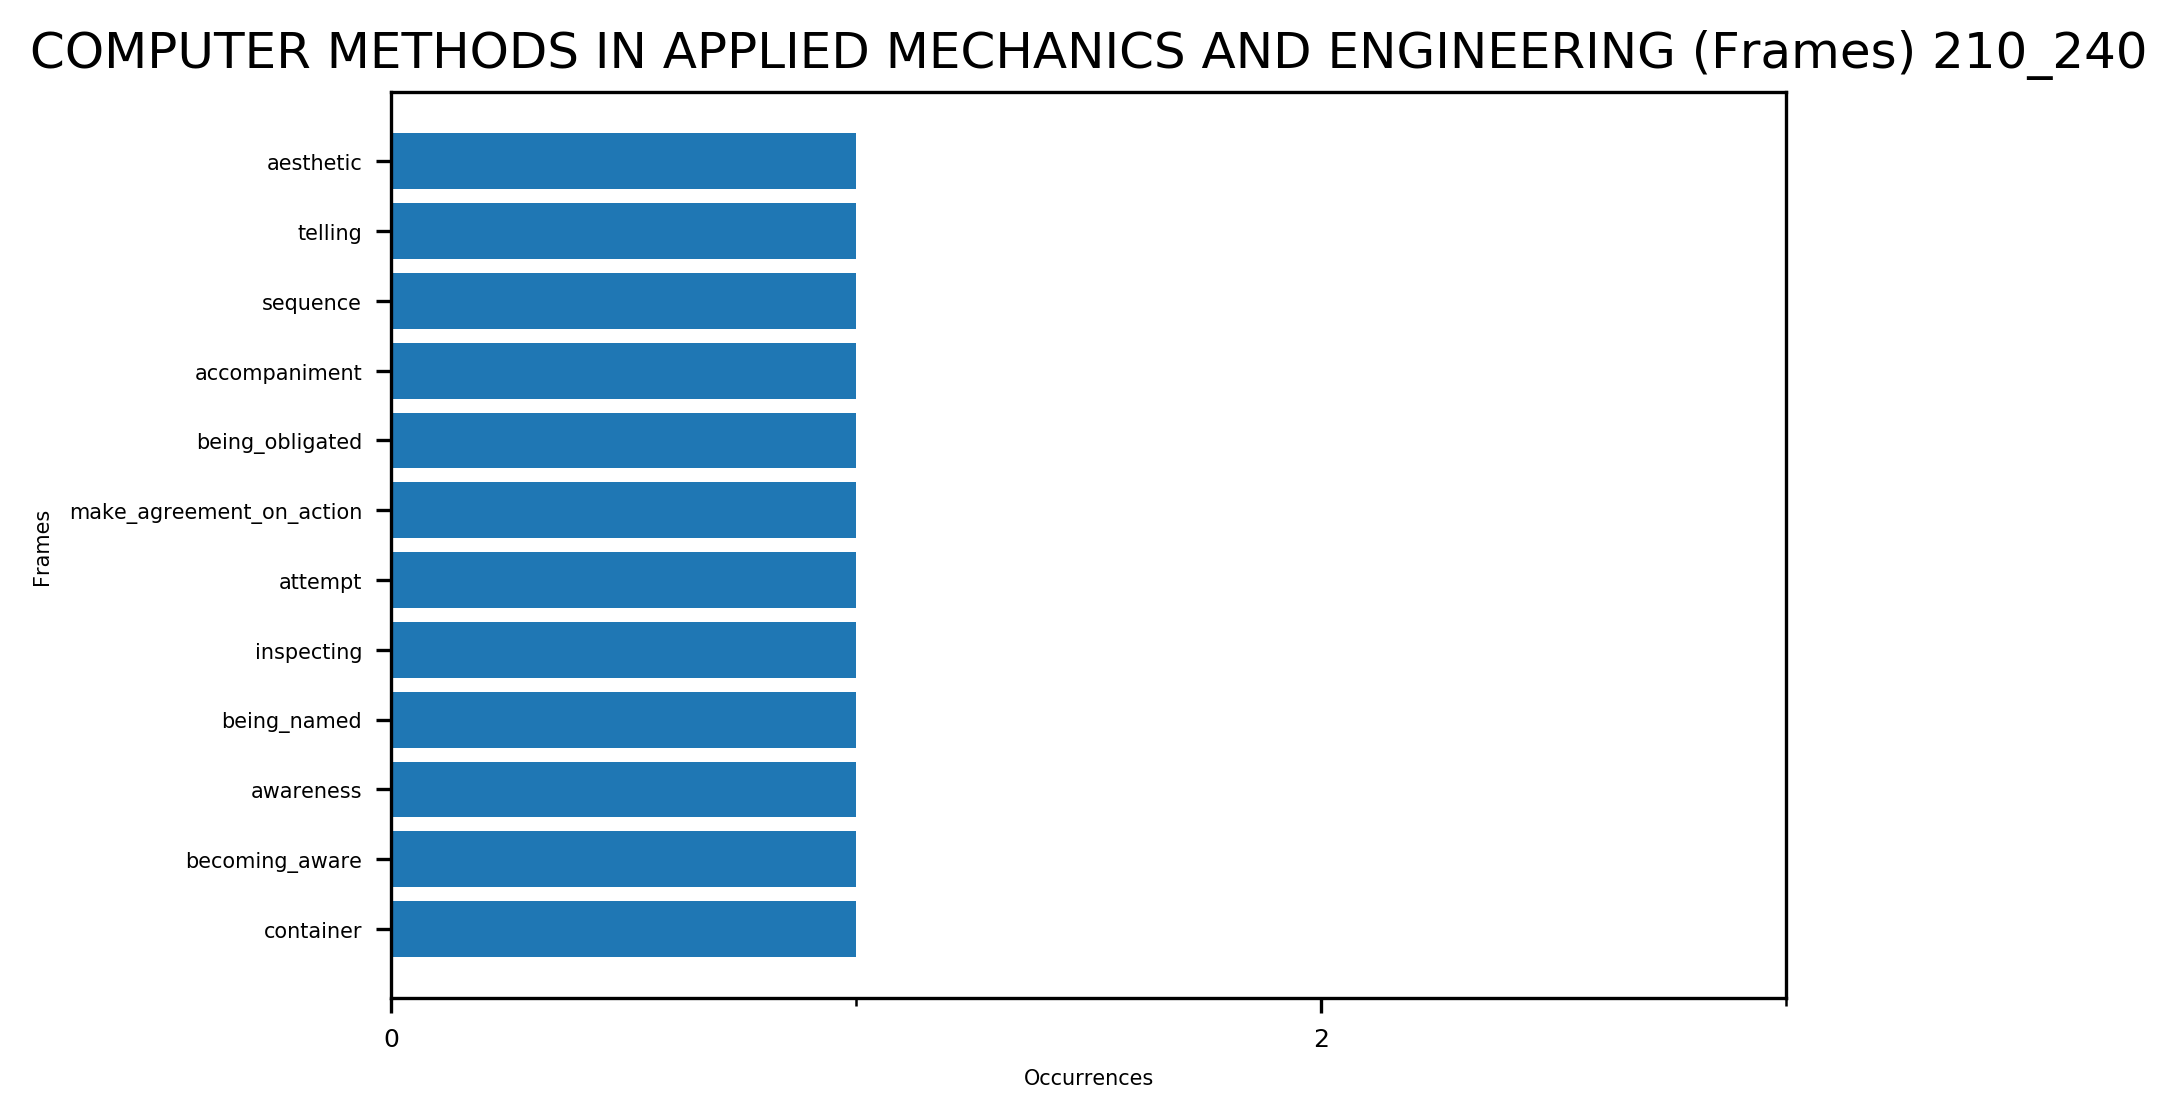 COMPUTER METHODS IN APPLIED MECHANICS AND ENGINEERING (Frames) 210_240
aesthetic
telling
sequence
accompaniment
being_obligated
make_agreement_on_action
attempt
inspecting
being_named
awareness
becoming_aware
container
Frames
0 2
Occurrences